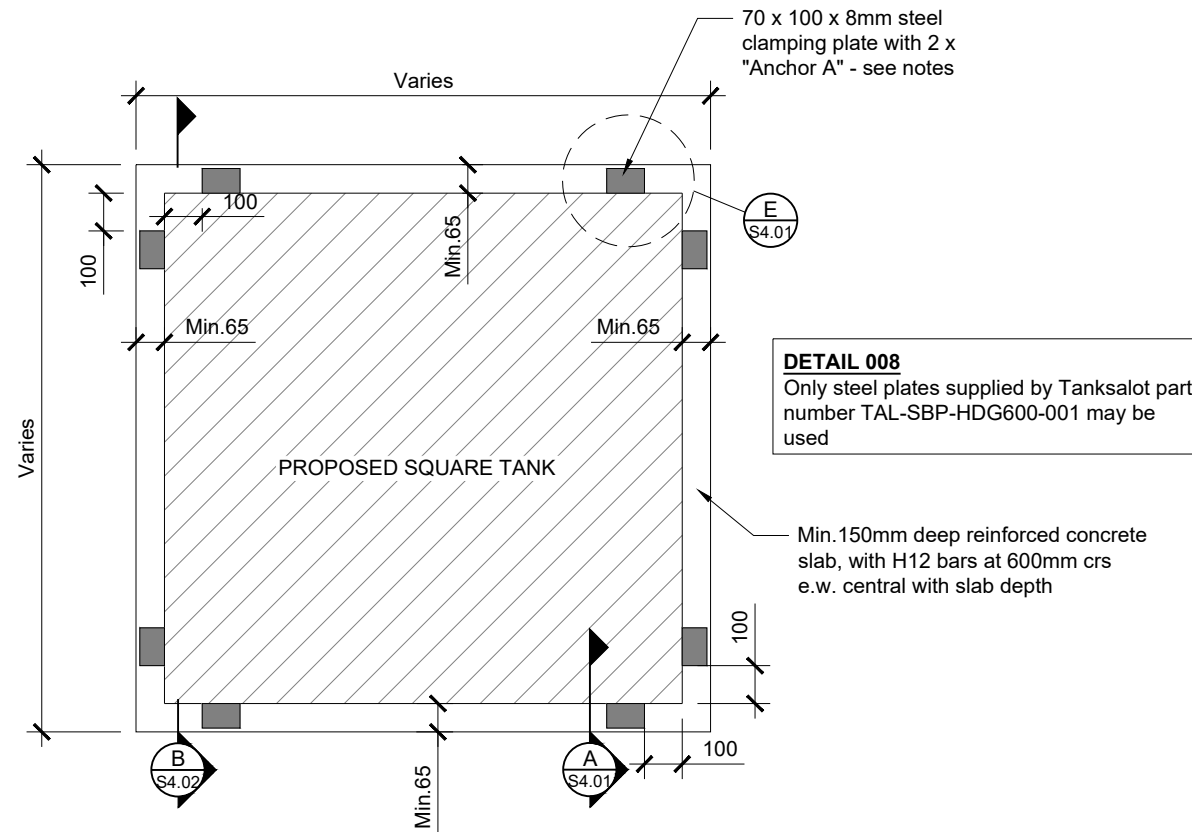 70 x 100 x 8mm steel
clamping plate with 2 x
"Anchor A" - see notes
Varies
100
E
S4.01
100
Min.65
Min.65
Min.65
DETAIL 008
Only steel plates supplied by Tanksalot part
number TAL-SBP-HDG600-001 may be
used
Varies
PROPOSED SQUARE TANK
Min.150mm deep reinforced concrete
slab, with H12 bars at 600mm crs
e.w. central with slab depth
100
100
B
S4.02
A
S4.01
Min.65